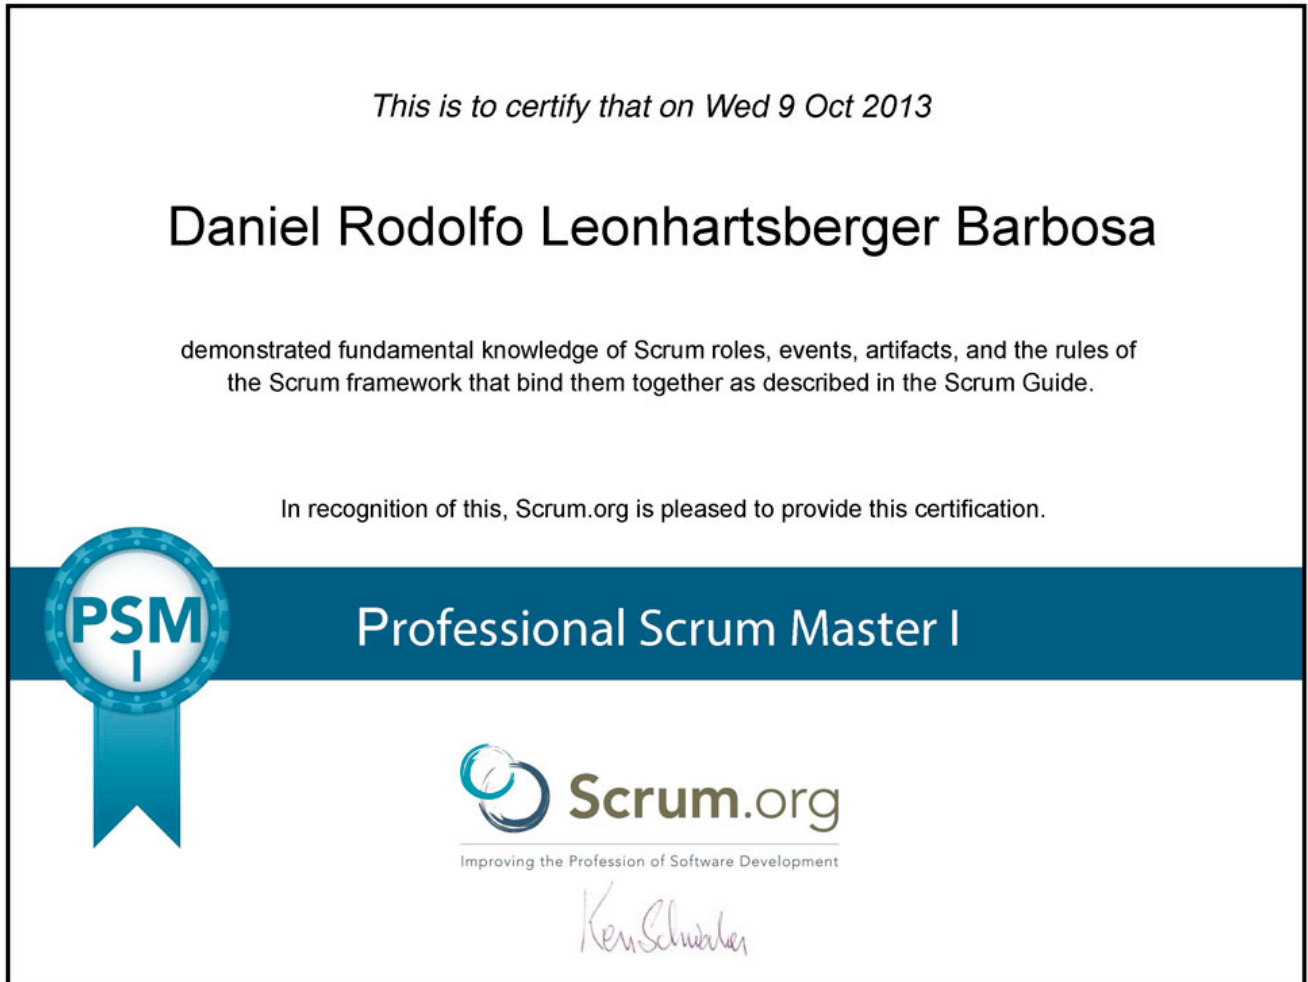 This is to certify that on Wed 9 Oct 2013
Daniel Rodolfo Leonhartsberger Barbosa
demonstrated fundamental knowledge of Scrum roles, events, artifacts, and the rules of
the Scrum framework that bind them together as described in the Scrum Guide.
In recognition of this, Scrum.org is pleased to provide this certification.
PSM
I
Professional Scrum Master I
Scrum.org
Improving the Profession of Software Development
Ken Schwaber